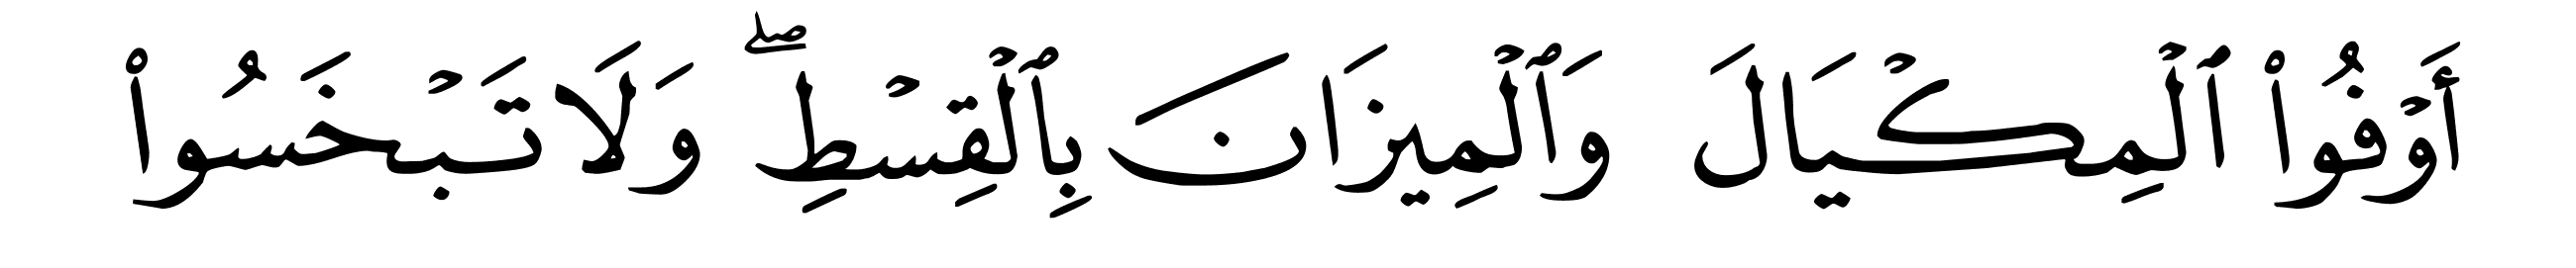 أَوۡفُواْ ٱلۡمِكۡيَالَ وَٱلۡمِيزَانَ بِٱلۡقِسۡطِۖ وَلَا تَبۡخَسُواْ